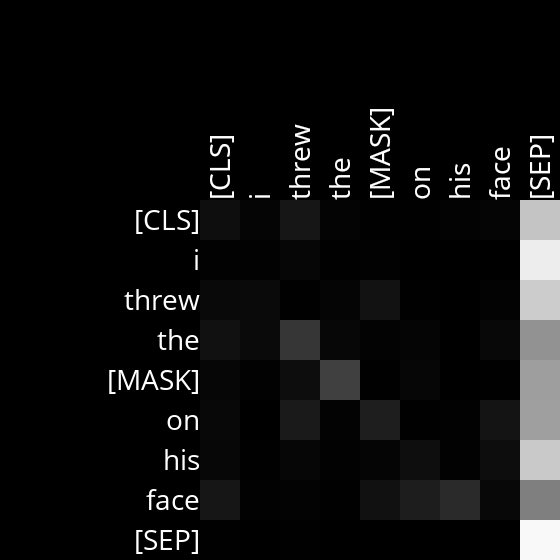 [CLS] i threw the [MASK] on his face [SEP]
[CLS]
i
threw
the
[MASK]
on
his
face
[SEP]